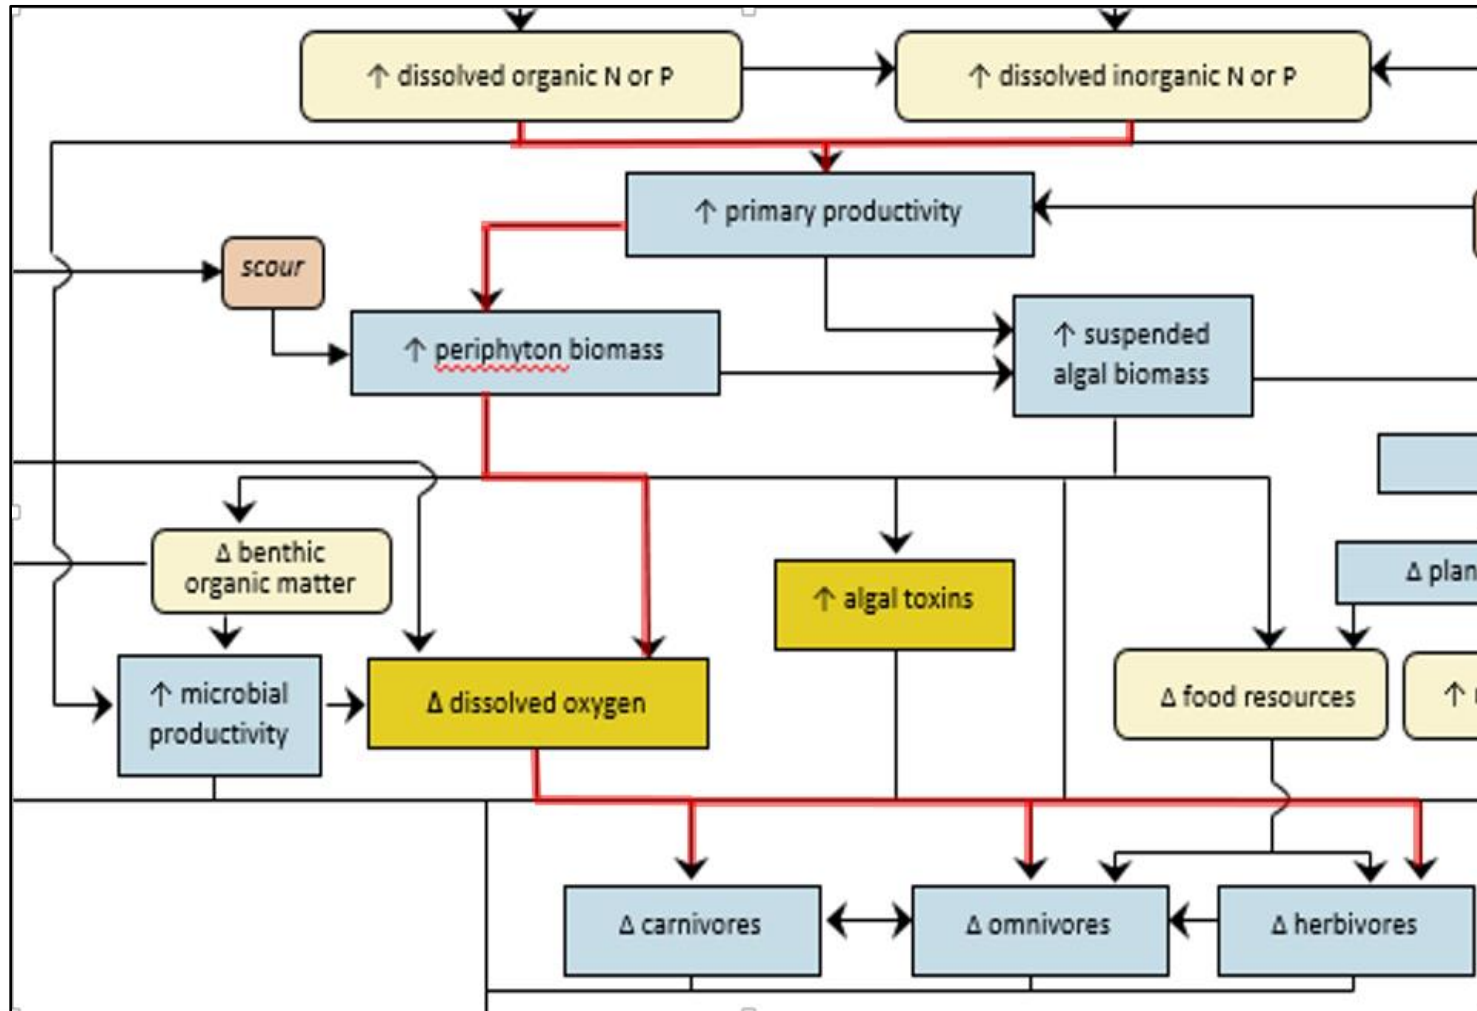 ↑ dissolved organic N or P
↑ dissolved inorganic N or P
↑ primary productivity
scour
↑ periphyton biomass
↑ suspended
algal biomass
Δ benthic
organic matter
↑ algal toxins
Δ plan
↑ microbial
productivity
Δ dissolved oxygen
Δ food resources
↑
Δ carnivores
Δ omnivores
Δ herbivores